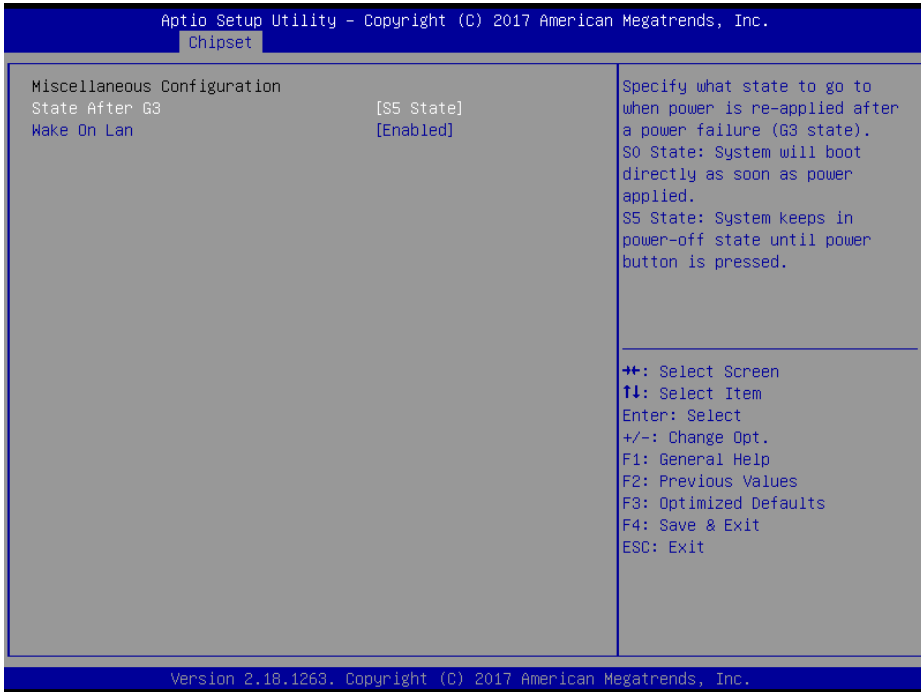 Aptio Setup Utility – Copyright (C) 2017 American Megatrends, Inc.
Chipset
Miscellaneous Configuration
State After G3 [S5 State]
Wake On Lan [Enabled]
Specify what state to go to
when power is re-applied after
a power failure (G3 state).
S0 State: System will boot
directly as soon as power
applied.
S5 State: System keeps in
power-off state until power
button is pressed.
→←: Select Screen
↑↓: Select Item
Enter: Select
+/-: Change Opt.
F1: General Help
F2: Previous Values
F3: Optimized Defaults
F4: Save & Exit
ESC: Exit
Version 2.18.1263. Copyright (C) 2017 American Megatrends, Inc.